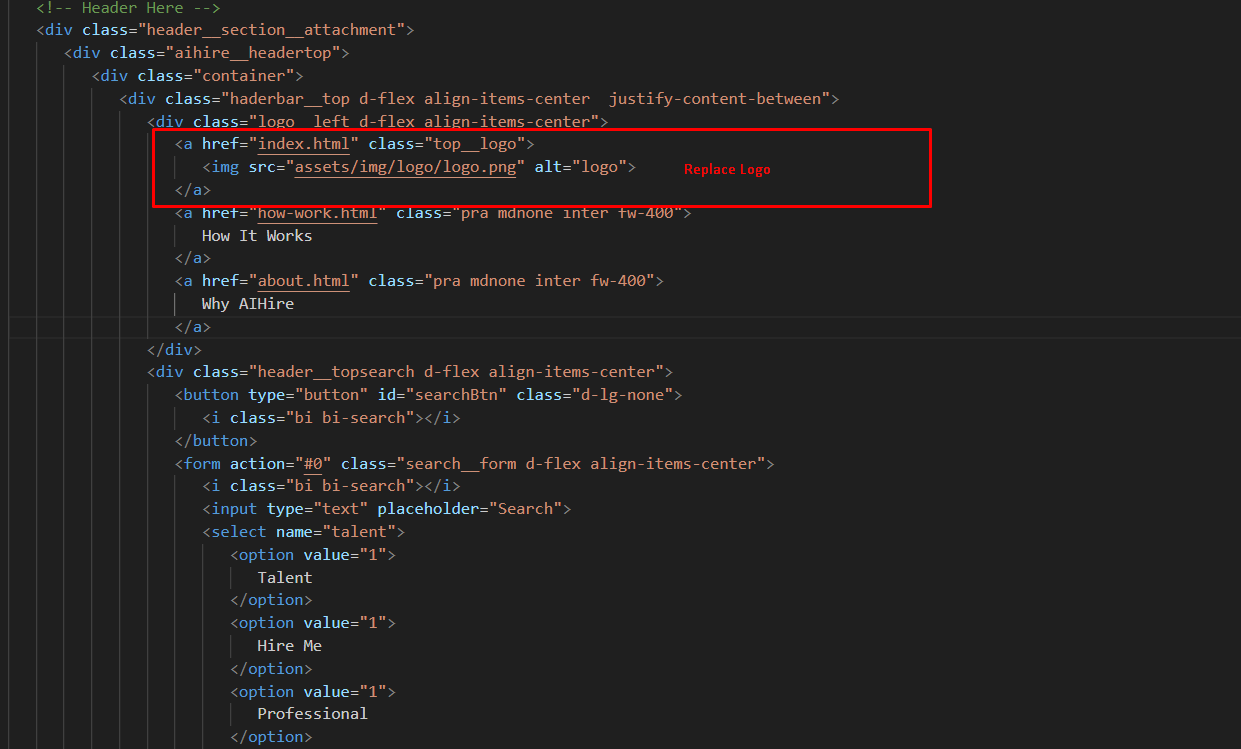 <!-- Header Here -->
<div class="header__section__attachment">
<div class="aihire__headertop">
<div class="container">
<div class="haderbar__top d-flex align-items-center  justify-content-between">
<div class="logo__left d-flex align-items-center">
<a href="index.html" class="top__logo">
<img src="assets/img/logo/logo.png" alt="logo"> Replace Logo
</a>
<a href="how-work.html" class="pra mdnone inter fw-400">
How It Works
</a>
<a href="about.html" class="pra mdnone inter fw-400">
Why AIHire
</a>
</div>
<div class="header__topsearch d-flex align-items-center">
<button type="button" id="searchBtn" class="d-lg-none">
<i class="bi bi-search"></i>
</button>
<form action="#0" class="search__form d-flex align-items-center">
<i class="bi bi-search"></i>
<input type="text" placeholder="Search">
<select name="talent">
<option value="1">
Talent
</option>
<option value="1">
Hire Me
</option>
<option value="1">
Professional
</option>